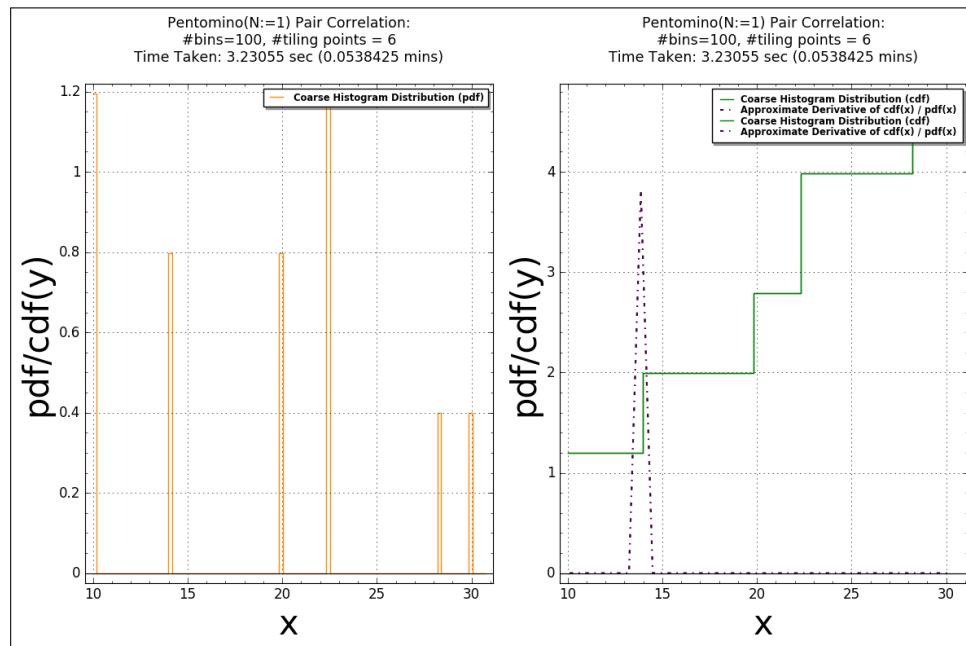 Pentomino(N:=1) Pair Correlation:
#bins=100, #tiling points = 6
Time Taken: 3.23055 sec (0.0538425 mins)
Coarse Histogram Distribution (pdf)
pdf/cdf(y)
1.2
1
0.8
0.6
0.4
0.2
0
10
15
20
25
30
x
Pentomino(N:=1) Pair Correlation:
#bins=100, #tiling points = 6
Time Taken: 3.23055 sec (0.0538425 mins)
Coarse Histogram Distribution (cdf)
Approximate Derivative of cdf(x) / pdf(x)
Coarse Histogram Distribution (cdf)
Approximate Derivative of cdf(x) / pdf(x)
pdf/cdf(y)
4
3
2
1
0
10
15
20
25
30
x